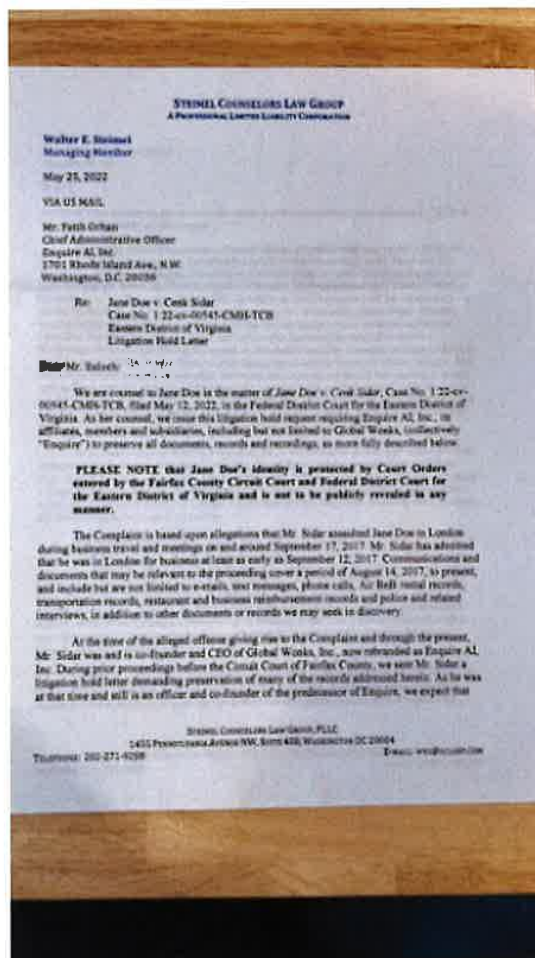 STEIMEL COUNSELORS LAW GROUP
A PROFESSIONAL LIMITED LIABILITY CORPORATION
Walter E. Steimel
Managing Member
May 25, 2022
VIA US MAIL
Mr. Fatih Orhan
Chief Administrative Officer
Enquire AI, Inc.
1701 Rhode Island Ave, N.W.
Washington, D.C. 20036
Re: Jane Doe v. Cenk Sidar
Case No. 1:22-cv-00545-CMH-TCB
Eastern District of Virginia
Litigation Hold Letter
Mr.
We are counsel to Jane Doe in the matter of Jane Doe v. Cenk Sidar, Case No. 1:22-cv-
00545-CMH-TCB, filed May 12, 2022, in the Federal District Court for the Eastern District of
Virginia. As her counsel, we issue this litigation hold request requiring Enquire AI, Inc., its
affiliates, members and subsidiaries, including but not limited to Global Wonks, (collectively
"Enquire") to preserve all documents, records and recordings, as more fully described below.
PLEASE NOTE that Jane Doe's identity is protected by Court Orders
entered by the Fairfax County Circuit Court and Federal District Court for
the Eastern District of Virginia and is not to be publicly revealed in any
manner.
The Complaint is based upon allegations that Mr. Sidar assaulted Jane Doe in London
during business travel and meetings on and around September 17, 2017. Mr. Sidar has admitted
that he was in London for business at least as early as September 12, 2017. Communications and
documents that may be relevant to the proceeding cover a period of August 14, 2017, to present,
and include but are not limited to e-mails, text messages, phone calls, Air BnB rental records,
transportation records, restaurant and business reimbursement records and police and related
interviews, in addition to other documents or records we may seek in discovery.
At the time of the alleged offense giving rise to the Complaint and through the present,
Mr. Sidar was and is co-founder and CEO of Global Wonks, Inc., now rebranded as Enquire AI,
Inc. During prior proceedings before the Circuit Court of Fairfax County, we sent Mr. Sidar a
litigation hold letter demanding preservation of many of the records addressed herein. As he was
at that time and still is an officer and co-founder of the predecessor of Enquire, we expect that
STEIMEL COUNSELORS LAW GROUP, PLLC
1455 PENNSYLVANIA AVENUE NW, SUITE 400, WASHINGTON DC 20004
TELEPHONE: 202-271-9258 E-MAIL: